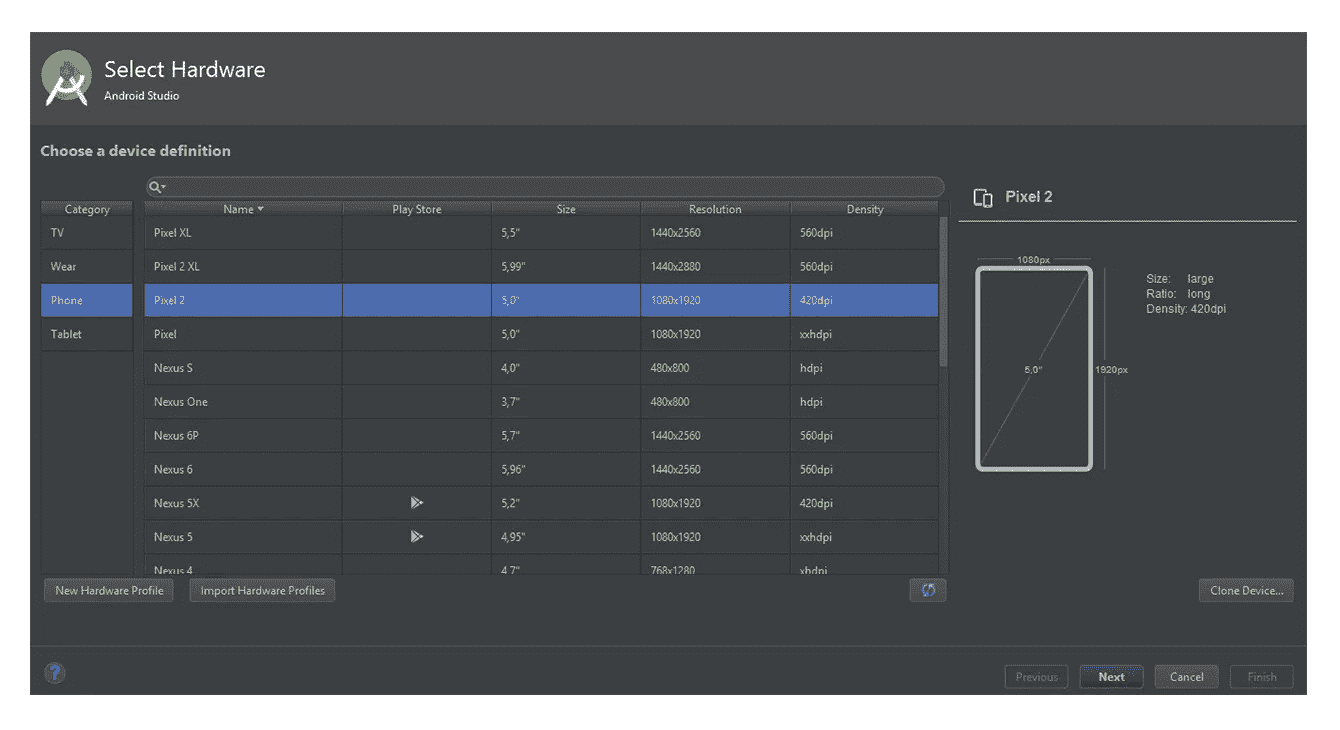 Select Hardware
Android Studio
Choose a device definition
Category Name Play Store Size Resolution Density
TV Pixel XL 5,5" 1440x2560 560dpi
Wear Pixel 2 XL 5,99" 1440x2880 560dpi
Phone Pixel 2 5,0" 1080x1920 420dpi
Tablet Pixel 5,0" 1080x1920 xxhdpi
Nexus S 4,0" 480x800 hdpi
Nexus One 3,7" 480x800 hdpi
Nexus 6P 5,7" 1440x2560 560dpi
Nexus 6 5,96" 1440x2560 560dpi
Nexus 5X 5,2" 1080x1920 420dpi
Nexus 5 4,95" 1080x1920 xxhdpi
Nexus 4 4,7" 768x1280 xhdpi
Pixel 2
1080px
5,0"
1920px
Size: large
Ratio: long
Density: 420dpi
New Hardware Profile Import Hardware Profiles Clone Device...
? Previous Next Cancel Finish